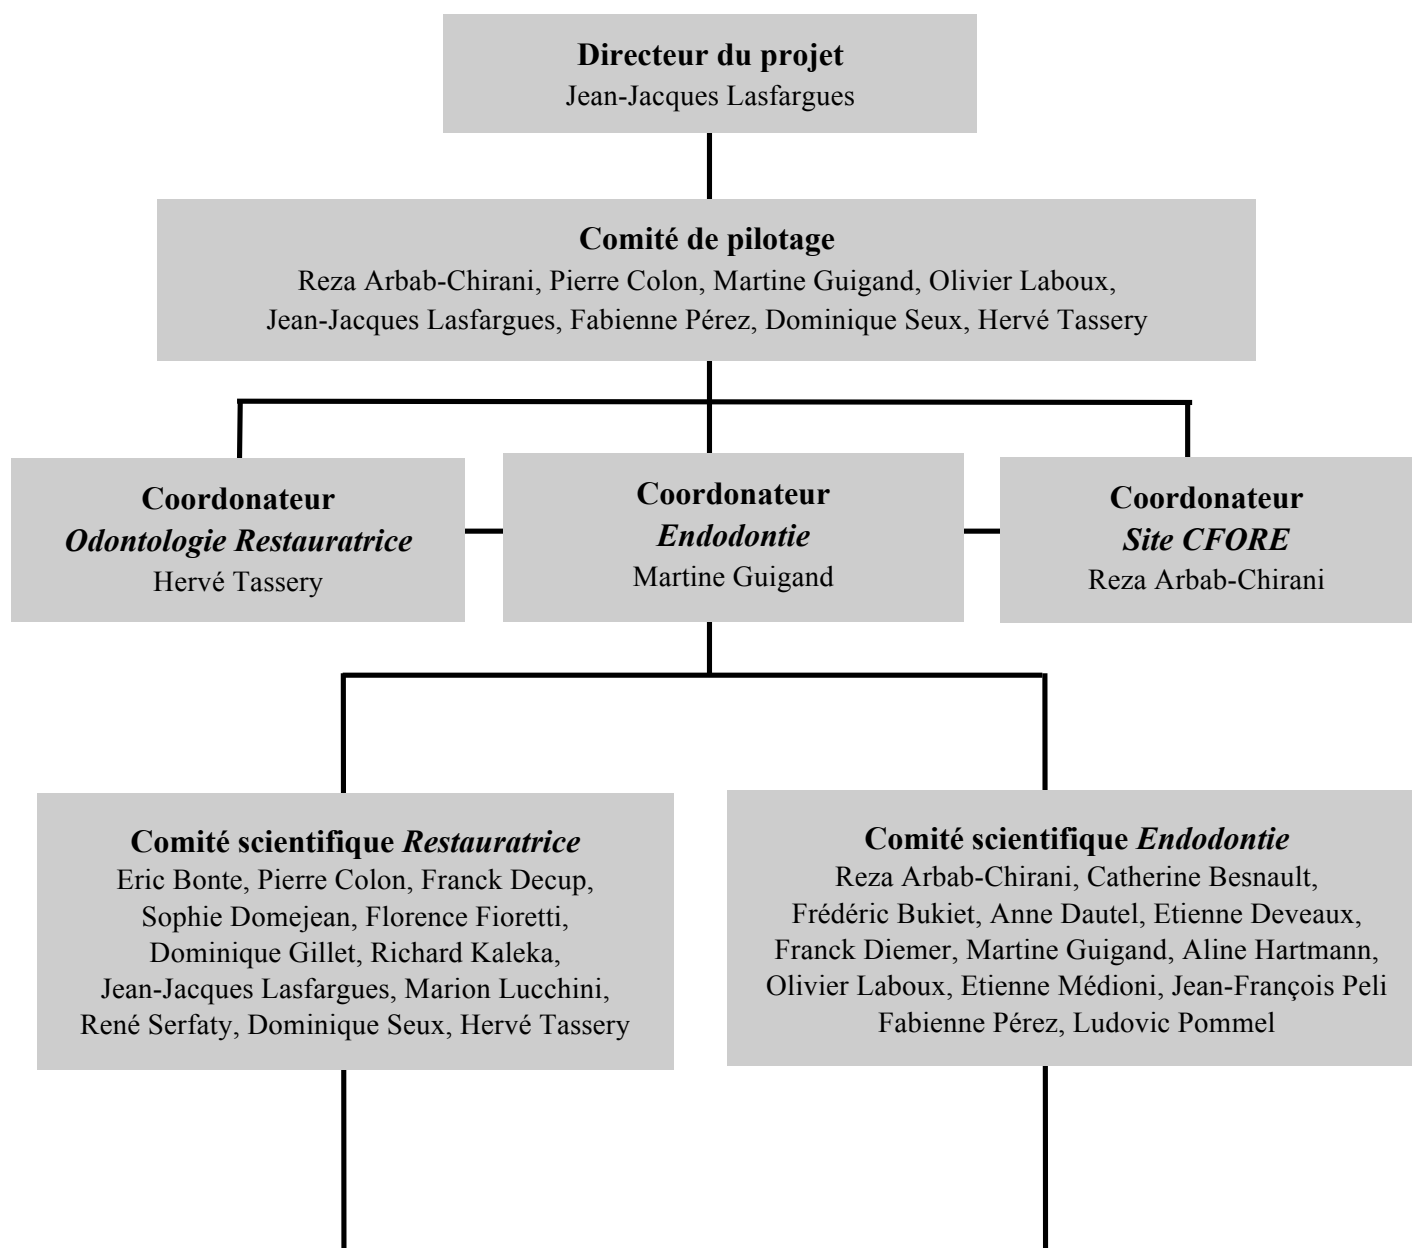 Directeur du projet
Jean-Jacques Lasfargues
Comité de pilotage
Reza Arbab-Chirani, Pierre Colon, Martine Guigand, Olivier Laboux,
Jean-Jacques Lasfargues, Fabienne Pérez, Dominique Seux, Hervé Tassery
Coordonateur
Odontologie Restauratrice
Hervé Tassery
Coordonateur
Endodontie
Martine Guigand
Coordonateur
Site CFORE
Reza Arbab-Chirani
Comité scientifique Restauratrice
Eric Bonte, Pierre Colon, Franck Decup,
Sophie Domejean, Florence Fioretti,
Dominique Gillet, Richard Kaleka,
Jean-Jacques Lasfargues, Marion Lucchini,
René Serfaty, Dominique Seux, Hervé Tassery
Comité scientifique Endodontie
Reza Arbab-Chirani, Catherine Besnault,
Frédéric Bukiet, Anne Dautel, Etienne Deveaux,
Franck Diemer, Martine Guigand, Aline Hartmann,
Olivier Laboux, Etienne Médioni, Jean-François Peli
Fabienne Pérez, Ludovic Pommel